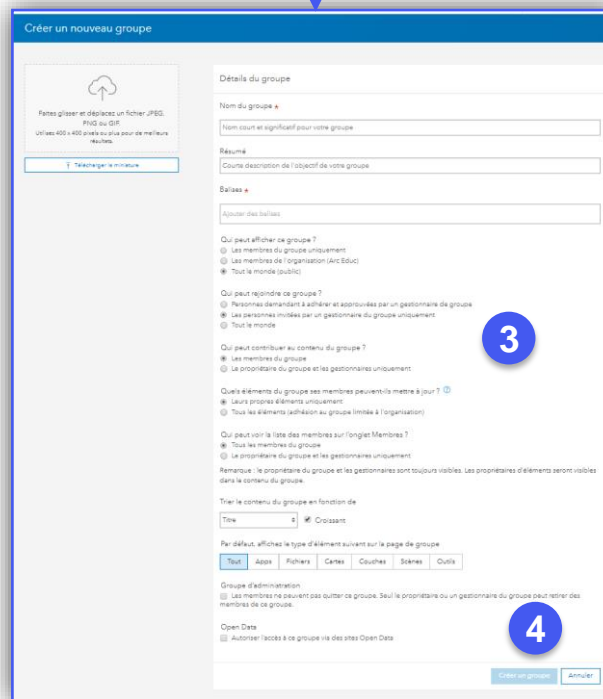 Créer un nouveau groupe
Faites glisser et déplacez un fichier JPEG,
PNG ou GIF.
Utilisez 400 x 400 pixels ou plus pour de meilleurs
résultats.
Télécharger la miniature
Détails du groupe
Nom du groupe *
Nom court et significatif pour votre groupe
Résumé
Courte description de l'objectif de votre groupe
Balises *
Ajouter des balises
Qui peut afficher ce groupe ?
Les membres du groupe uniquement
Les membres de l'organisation (Arc Educ)
Tout le monde (public)
Qui peut rejoindre ce groupe ?
Personnes demandant à adhérer et approuvées par un gestionnaire de groupe
Les personnes invitées par un gestionnaire du groupe uniquement
Tout le monde
3
Qui peut contribuer au contenu du groupe ?
Les membres du groupe
Le propriétaire du groupe et les gestionnaires uniquement
Quels éléments du groupe ses membres peuvent-ils mettre à jour ?
Leurs propres éléments uniquement
Tous les éléments (adhésion au groupe limitée à l'organisation)
Qui peut voir la liste des membres sur l'onglet Membres ?
Tous les membres du groupe
Le propriétaire du groupe et les gestionnaires uniquement
Remarque : le propriétaire du groupe et les gestionnaires sont toujours visibles. Les propriétaires d'éléments seront visibles
dans le contenu du groupe.
Trier le contenu du groupe en fonction de
Titre Croissant
Par défaut, affichez le type d'élément suivant sur la page de groupe
Tout Apps Fichiers Cartes Couches Scènes Outils
Groupe d'administration
Les membres ne peuvent pas quitter ce groupe. Seul le propriétaire ou un gestionnaire du groupe peut retirer des
membres de ce groupe.
Open Data
Autoriser l'accès à ce groupe via des sites Open Data
4
Créer un groupe Annuler